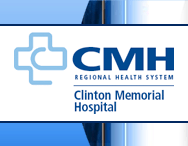 CMH
REGIONAL HEALTH SYSTEM
Clinton Memorial
Hospital